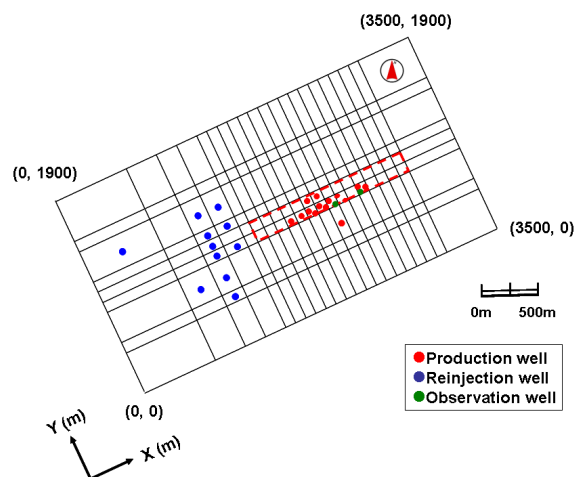 (3500, 1900)
(0, 1900)
(3500, 0)
0m 500m
Production well
Reinjection well
Observation well
(0, 0)
Y (m)
X (m)